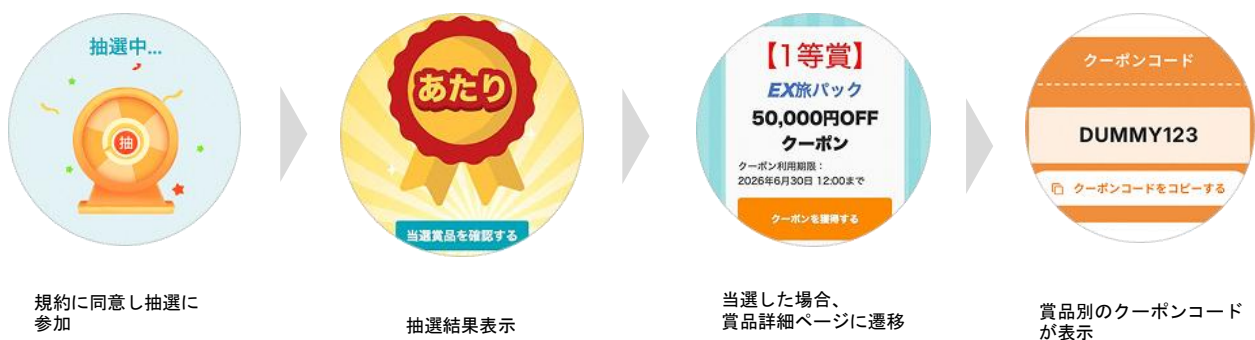 抽選中...
抽
規約に同意し抽選に
参加
あたり
当選賞品を確認する
抽選結果表示
【1等賞】
EX旅パック
50,000円OFF
クーポン
クーポン利用期限：
2026年6月30日 12:00まで
クーポンを獲得する
当選した場合、
賞品詳細ページに遷移
クーポンコード
DUMMY123
クーポンコードをコピーする
賞品別のクーポンコード
が表示